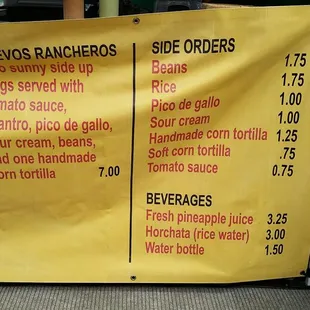 EVOS RANCHEROS
o sunny side up
gs served with
mato sauce,
antro, pico de gallo,
ur cream, beans,
nd one handmade
orn tortilla 7.00
SIDE ORDERS
Beans 1.75
Rice 1.75
Pico de gallo 1.00
Sour cream 1.00
Handmade corn tortilla 1.25
Soft corn tortilla .75
Tomato sauce 0.75
BEVERAGES
Fresh pineapple juice 3.25
Horchata (rice water) 3.00
Water bottle 1.50